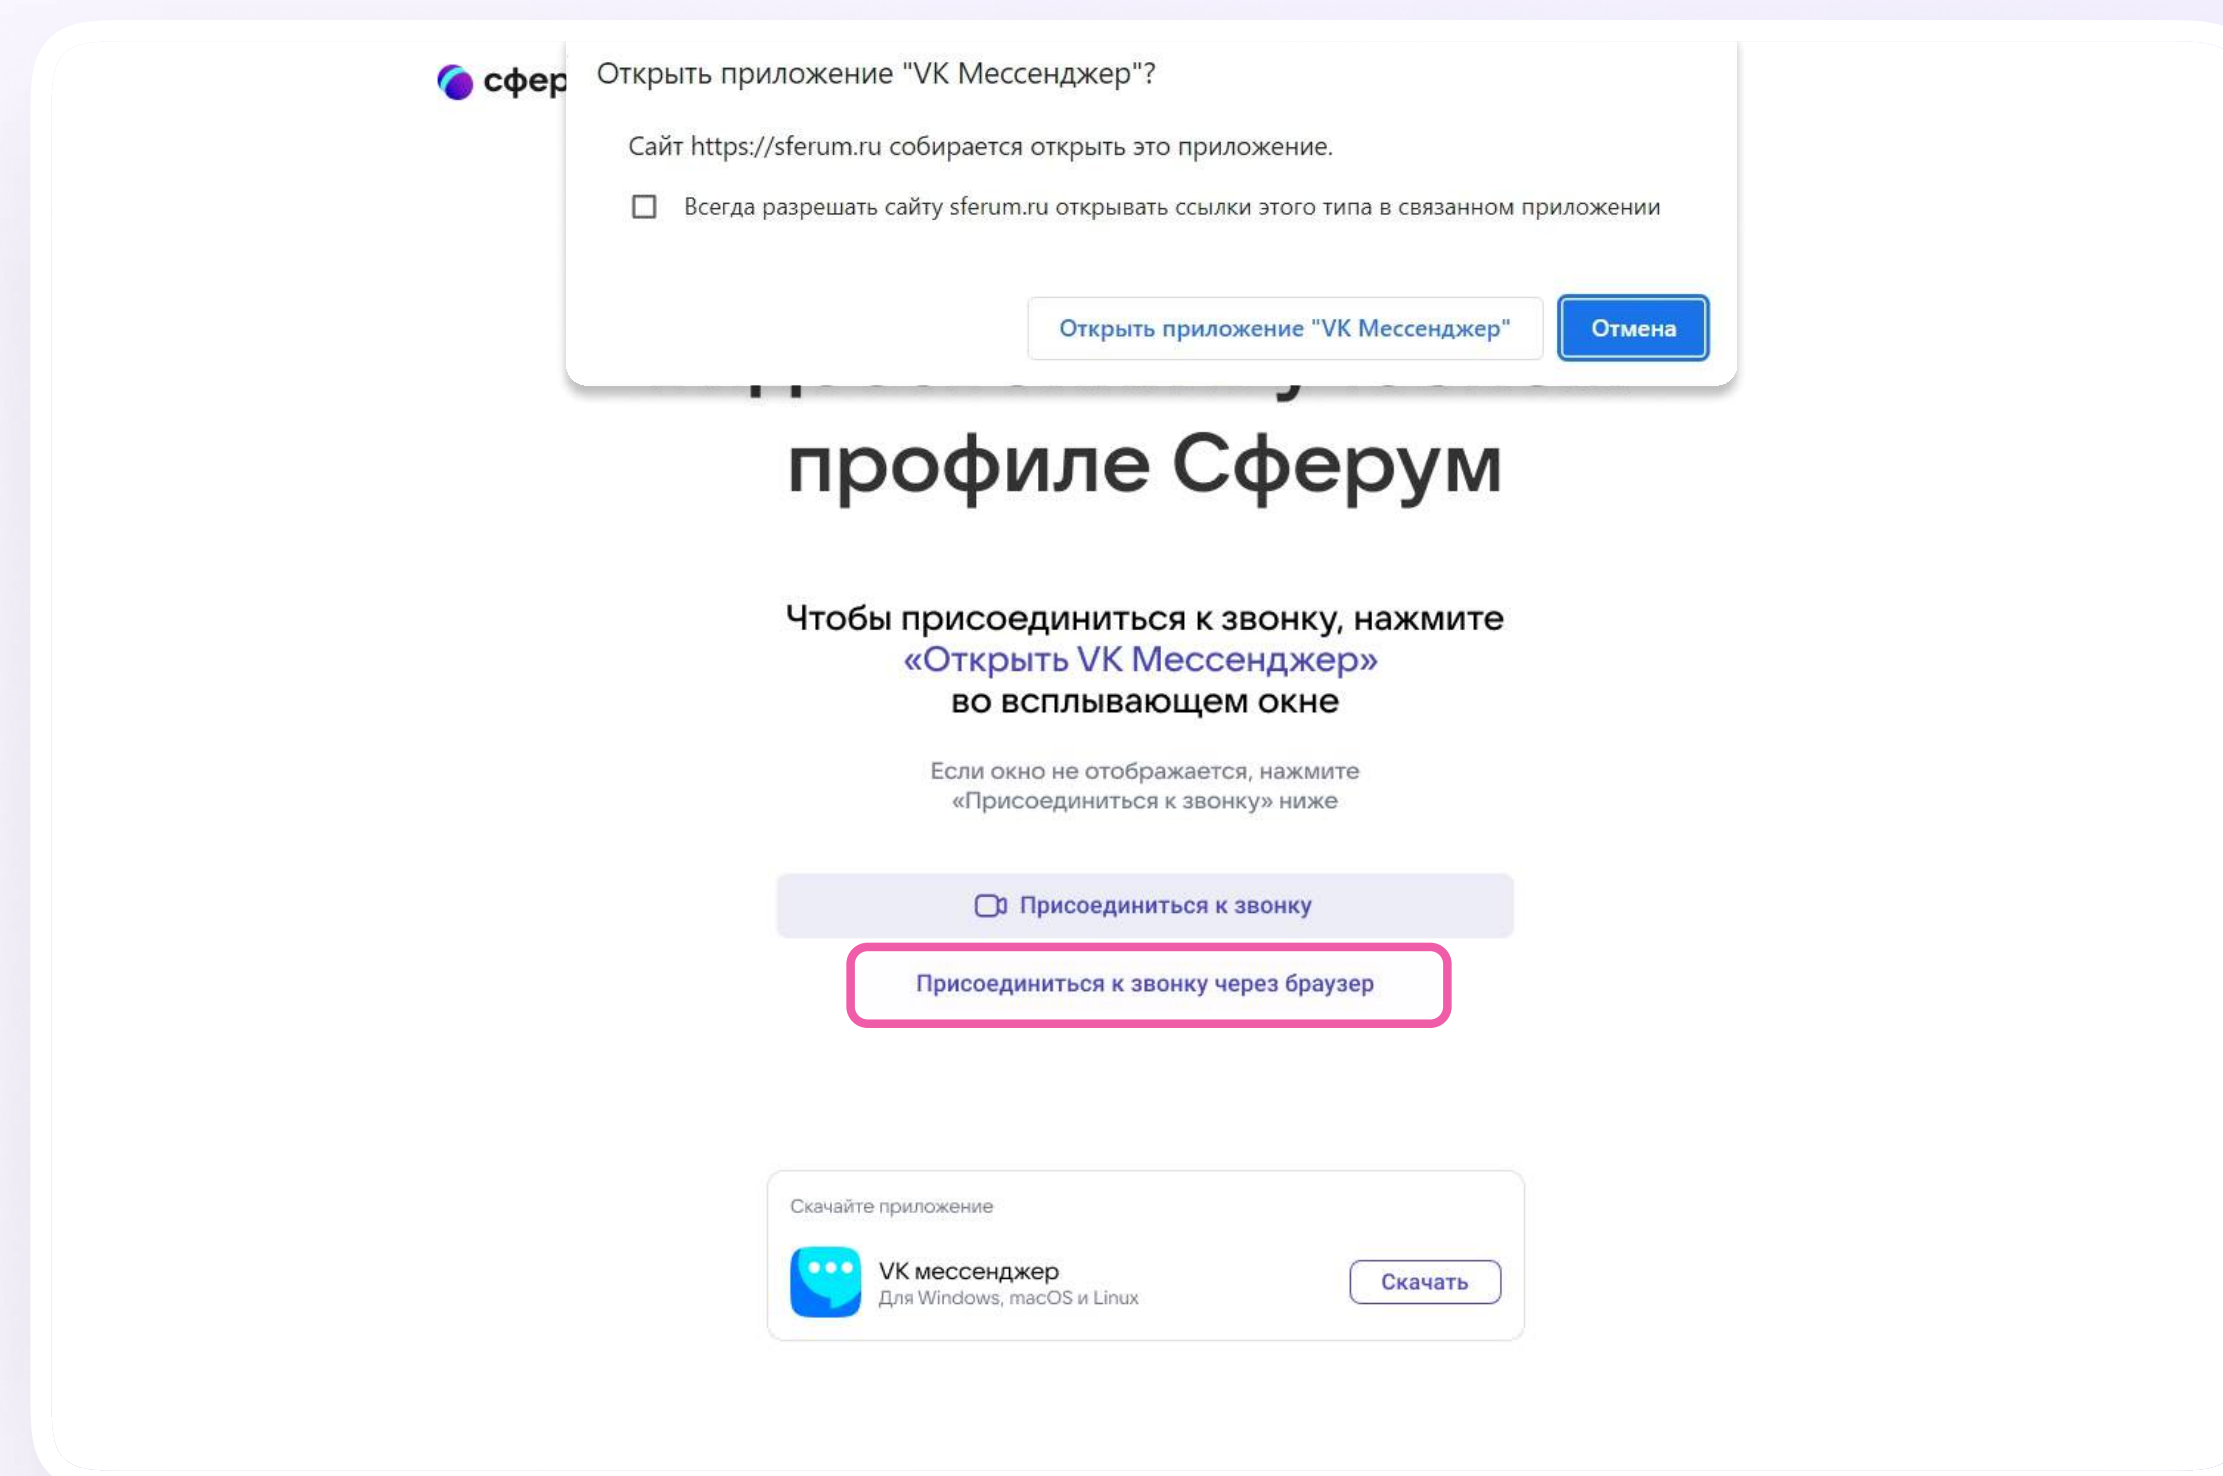 сфер
Открыть приложение "VK Мессенджер"?
Сайт https://sferum.ru собирается открыть это приложение.
Всегда разрешать сайту sferum.ru открывать ссылки этого типа в связанном приложении
Открыть приложение "VK Мессенджер"
Отмена
профиле Сферум
Чтобы присоединиться к звонку, нажмите
«Открыть VK Мессенджер»
во всплывающем окне
Если окно не отображается, нажмите
«Присоединиться к звонку» ниже
Присоединиться к звонку
Присоединиться к звонку через браузер
Скачайте приложение
VK мессенджер
Для Windows, macOS и Linux
Скачать